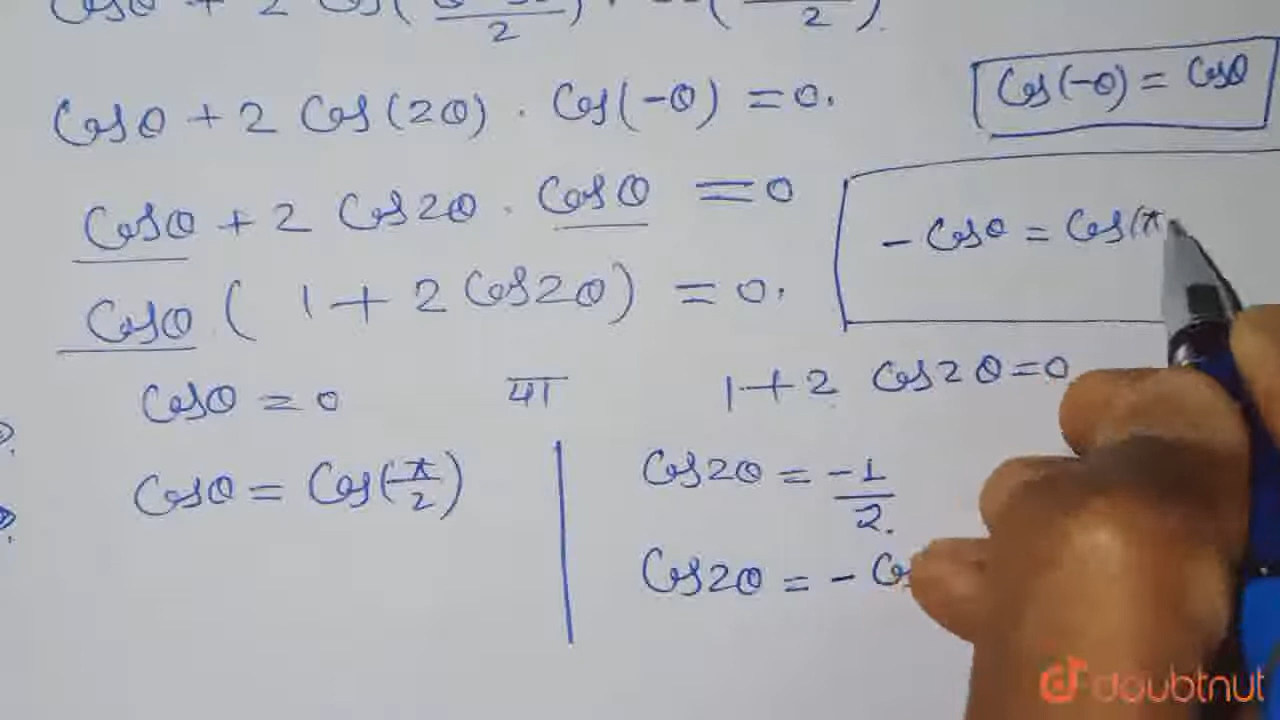 cosθ + 2 cos(2θ) . cos(-θ) = 0.
cos(-θ) = cosθ
cosθ + 2 cos2θ . cosθ = 0
- cosθ = cos(π
cosθ ( 1 + 2 cos2θ) = 0.
cosθ = 0 या 1 + 2 cos2θ = 0
cosθ = cos(π/2)
cos2θ = -1/2.
cos2θ = -
doubtnut